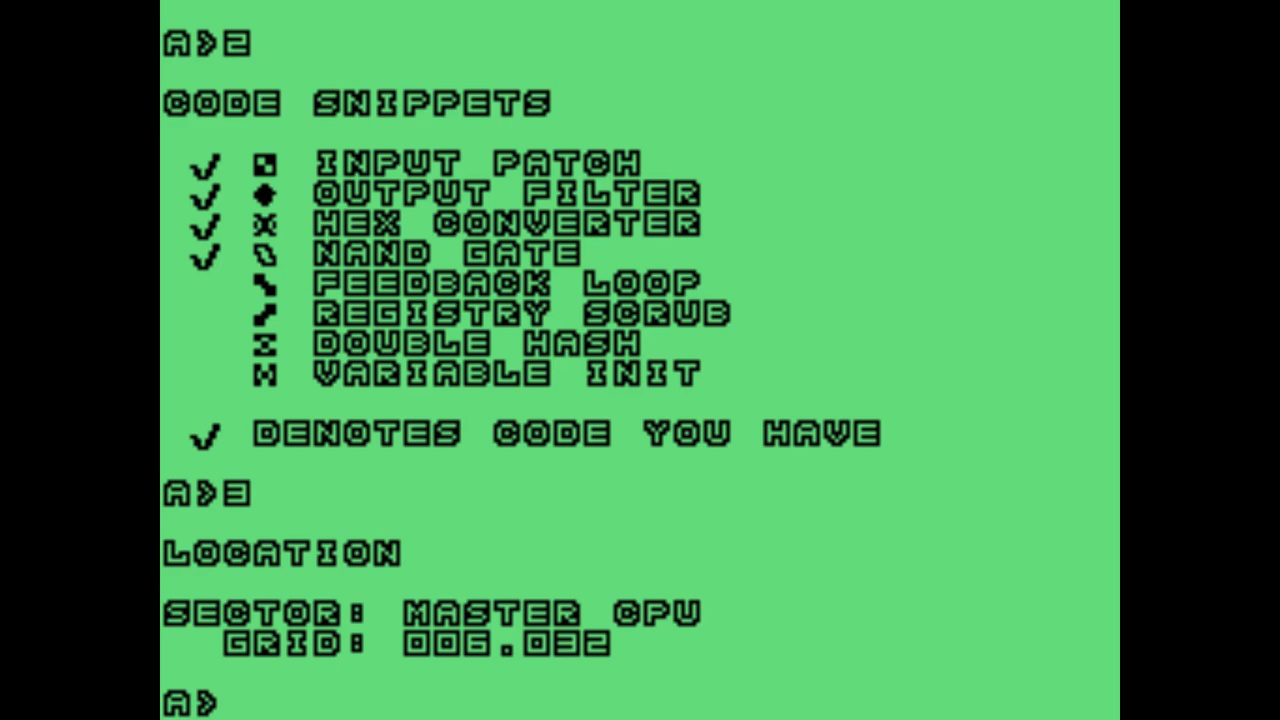 A>2
CODE SNIPPETS
✓ INPUT PATCH
✓ OUTPUT FILTER
✓ HEX CONVERTER
✓ NAND GATE
FEEDBACK LOOP
REGISTRY SCRUB
DOUBLE HASH
VARIABLE INIT
✓ DENOTES CODE YOU HAVE
A>3
LOCATION
SECTOR: MASTER CPU
GRID: 006.032
A>